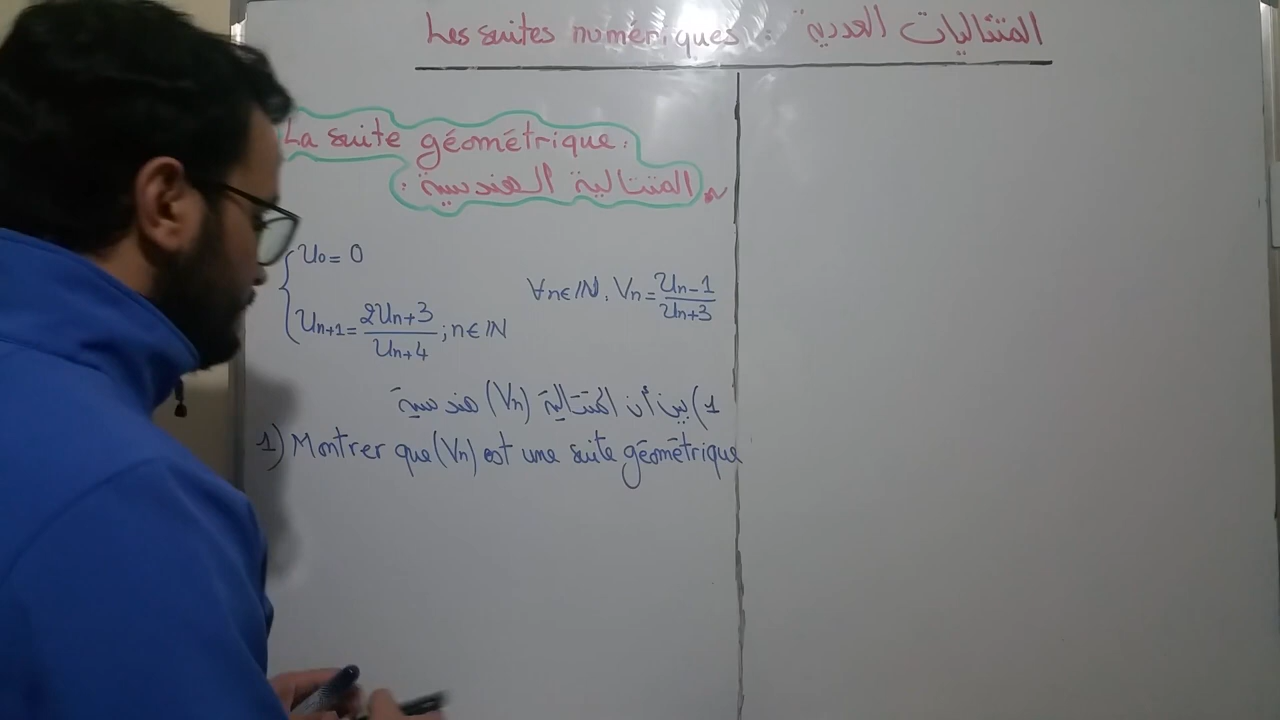 Les suites numériques : المتتاليات العددية
La suite géométrique :
المتتالية الهندسية :
U₀ = 0
Uₙ₊₁ = (2Uₙ+3)/(Uₙ+4) ; n ∈ ℕ
∀n∈ℕ, Vₙ = (Uₙ-1)/(Uₙ+3)
1) بين أن المتتالية (Vₙ) هندسية
1) Montrer que (Vₙ) est une suite géométrique